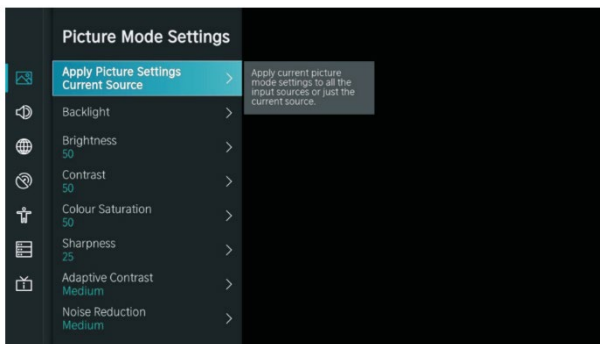 Picture Mode Settings
Apply Picture Settings
Current Source
Apply current picture
mode settings to all the
input sources or just the
current source.
Backlight
Brightness
50
Contrast
50
Colour Saturation
50
Sharpness
25
Adaptive Contrast
Medium
Noise Reduction
Medium